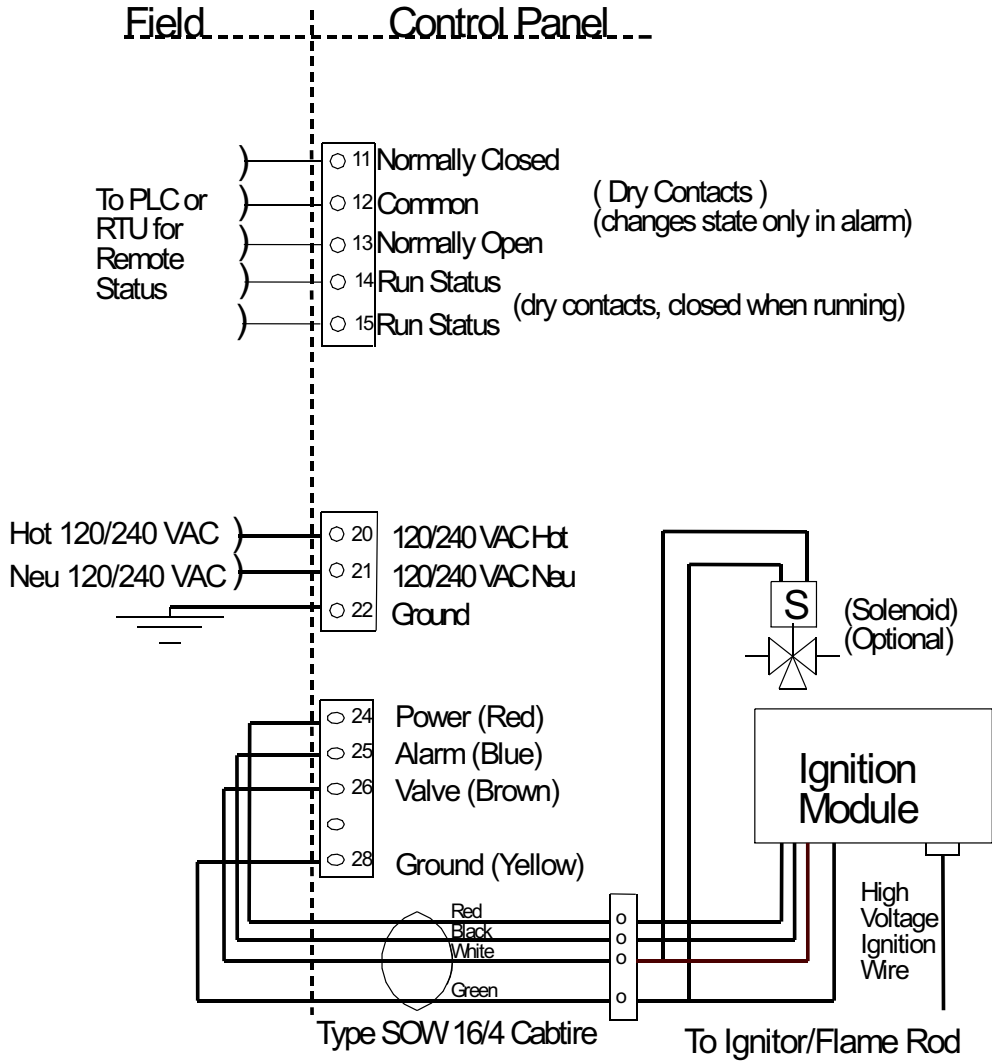 Field
Control Panel
To PLC or
RTU for
Remote
Status
11 Normally Closed
12 Common
13 Normally Open
14 Run Status
15 Run Status
( Dry Contacts )
(changes state only in alarm)
(dry contacts, closed when running)
Hot 120/240 VAC
Neu 120/240 VAC
20 120/240 VAC Hot
21 120/240 VAC Neu
22 Ground
S
(Solenoid)
(Optional)
24 Power (Red)
25 Alarm (Blue)
26 Valve (Brown)
28 Ground (Yellow)
Ignition
Module
Red
Black
White
Green
High
Voltage
Ignition
Wire
Type SOW 16/4 Cabtire
To Ignitor/Flame Rod